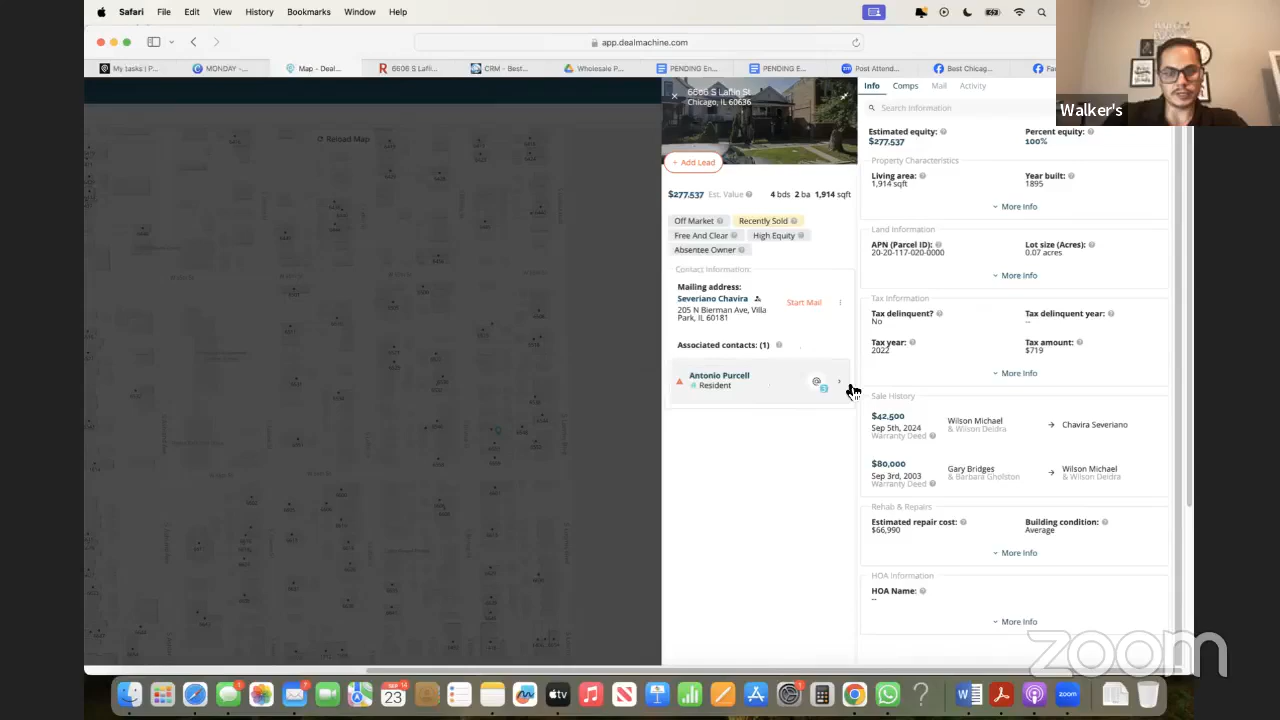 Safari File Edit View History Bookmarks Window Help
app.dealmachine.com
My tasks | P... MONDAY -... Map - Deal... 6606 S Lafli... CRM - Best... Wholesale P... PENDING En... PENDING E... Post Attend... Best Chicag... Fac
Walker's
Reload Map
6606 S Laflin St
Chicago, IL 60636
+ Add Lead
$277,537 Est. Value 4 bds 2 ba 1,914 sqft
Off Market Recently Sold
Free And Clear High Equity
Absentee Owner
Contact Information:
Mailing address:
Severiano Chavira
205 N Bierman Ave, Villa
Park, IL 60181
Start Mail
Associated contacts: (1)
Antonio Purcell
Resident
Info Comps Mail Activity
Search Information
Estimated equity: Percent equity:
$277,537 100%
Property Characteristics
Living area: Year built:
1,914 sqft 1895
More Info
Land Information
APN (Parcel ID): Lot size (Acres):
20-20-117-020-0000 0.07 acres
More Info
Tax Information
Tax delinquent? Tax delinquent year:
No --
Tax year: Tax amount:
2022 $719
More Info
Sale History
$42,500
Sep 5th, 2024
Warranty Deed
Wilson Michael
& Wilson Deidra
→ Chavira Severiano
$80,000
Sep 3rd, 2003
Warranty Deed
Gary Bridges
& Barbara Gholston
→ Wilson Michael
& Wilson Deidra
Rehab & Repairs
Estimated repair cost: Building condition:
$66,990 Average
More Info
HOA Information
HOA Name:
--
More Info
zoom
SEP 14
23
tv
zoom